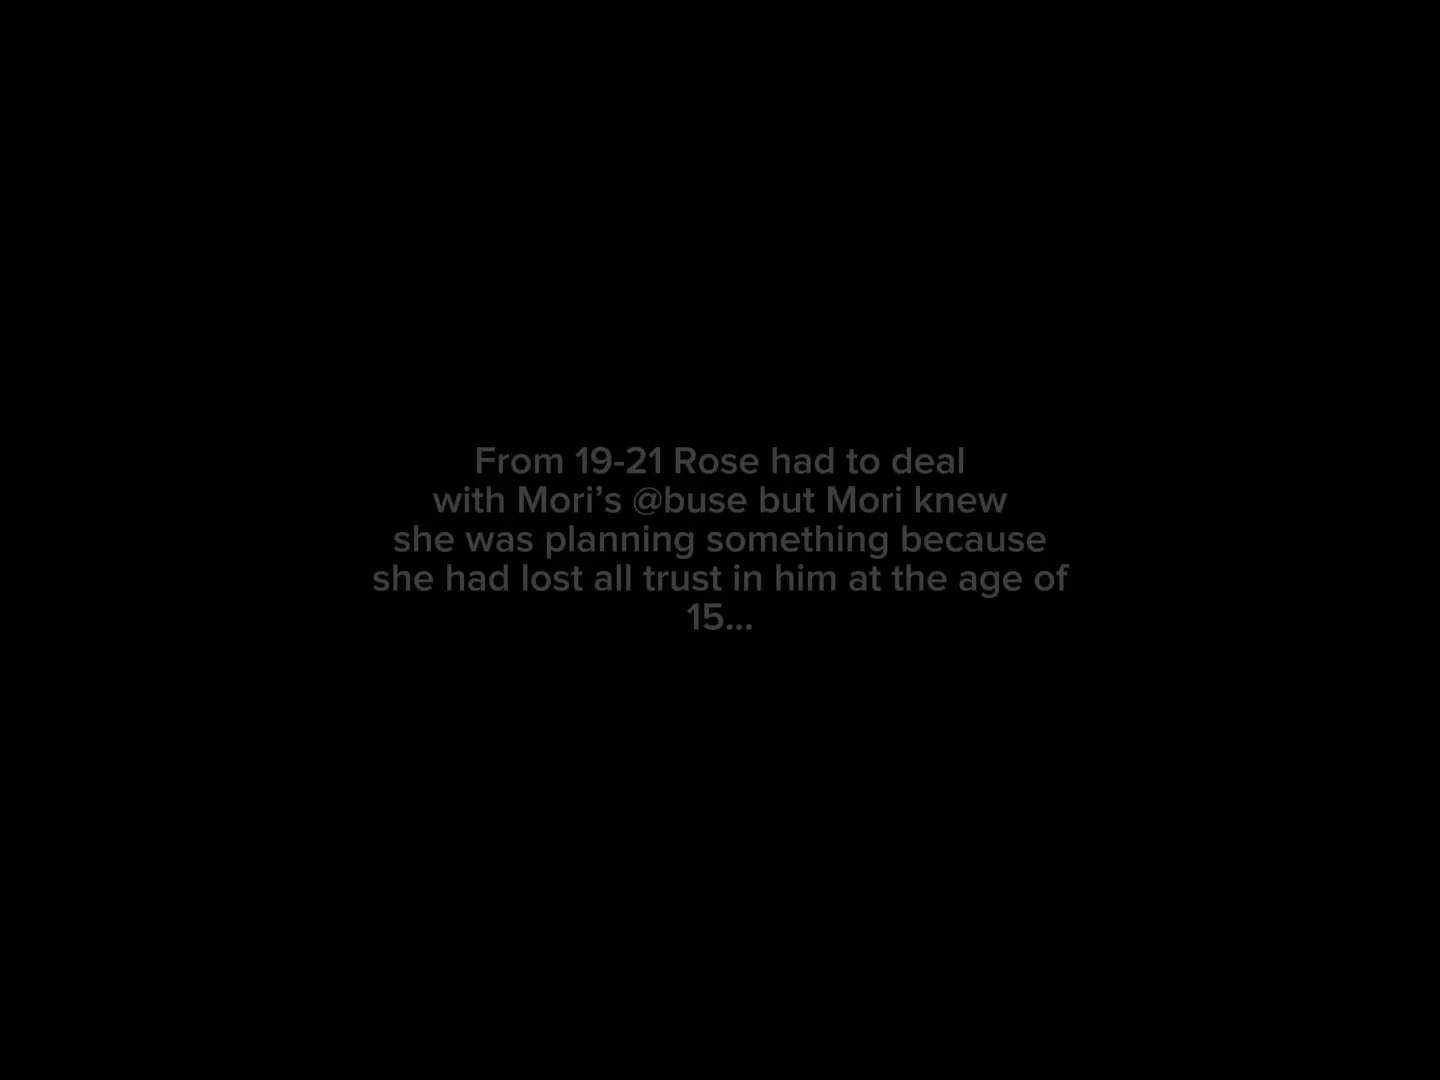 From 19-21 Rose had to deal
with Mori’s @buse but Mori knew
she was planning something because
she had lost all trust in him at the age of
15...